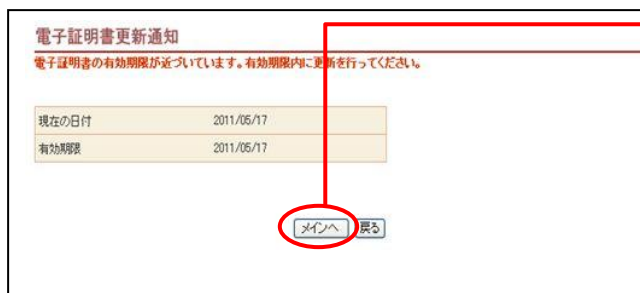 電子証明書更新通知
電子証明書の有効期限が近づいています。有効期限内に更新を行ってください。
現在の日付 2011/05/17
有効期限 2011/05/17
メインへ 戻る